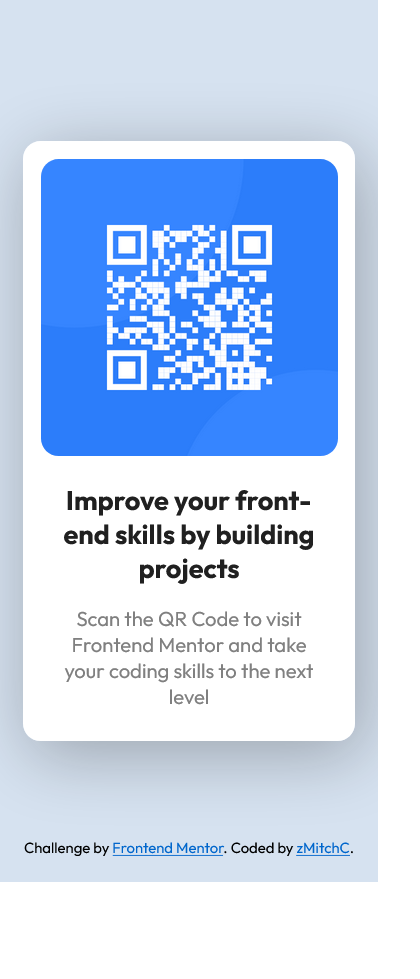 Improve your front-
end skills by building
projects
Scan the QR Code to visit
Frontend Mentor and take
your coding skills to the next
level
Challenge by Frontend Mentor. Coded by zMitchC.